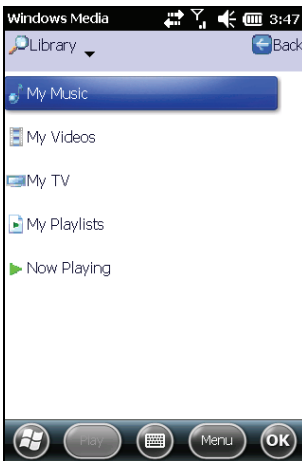 Windows Media 3:47
Library Back
My Music
My Videos
My TV
My Playlists
Now Playing
Play Menu OK